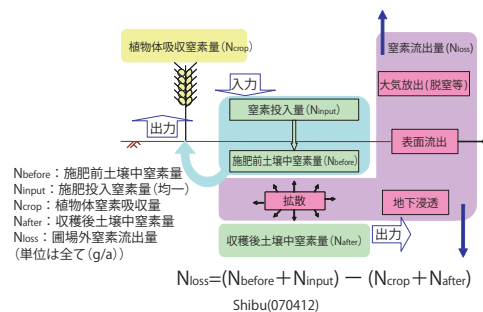 植物体吸収窒素量(Ncrop)
窒素流出量(Nloss)
入力
大気放出(脱窒等)
窒素投入量(Ninput)
出力
表面流出
施肥前土壌中窒素量(Nbefore)
Nbefore：施肥前土壌中窒素量
Ninput：施肥投入窒素量(均一)
Ncrop：植物体窒素吸収量
Nafter：収穫後土壌中窒素量
Nloss：圃場外窒素流出量
(単位は全て(g/a))
拡散
地下浸透
収穫後土壌中窒素量(Nafter)
出力
Nloss=(Nbefore＋Ninput) － (Ncrop＋Nafter)
Shibu(070412)